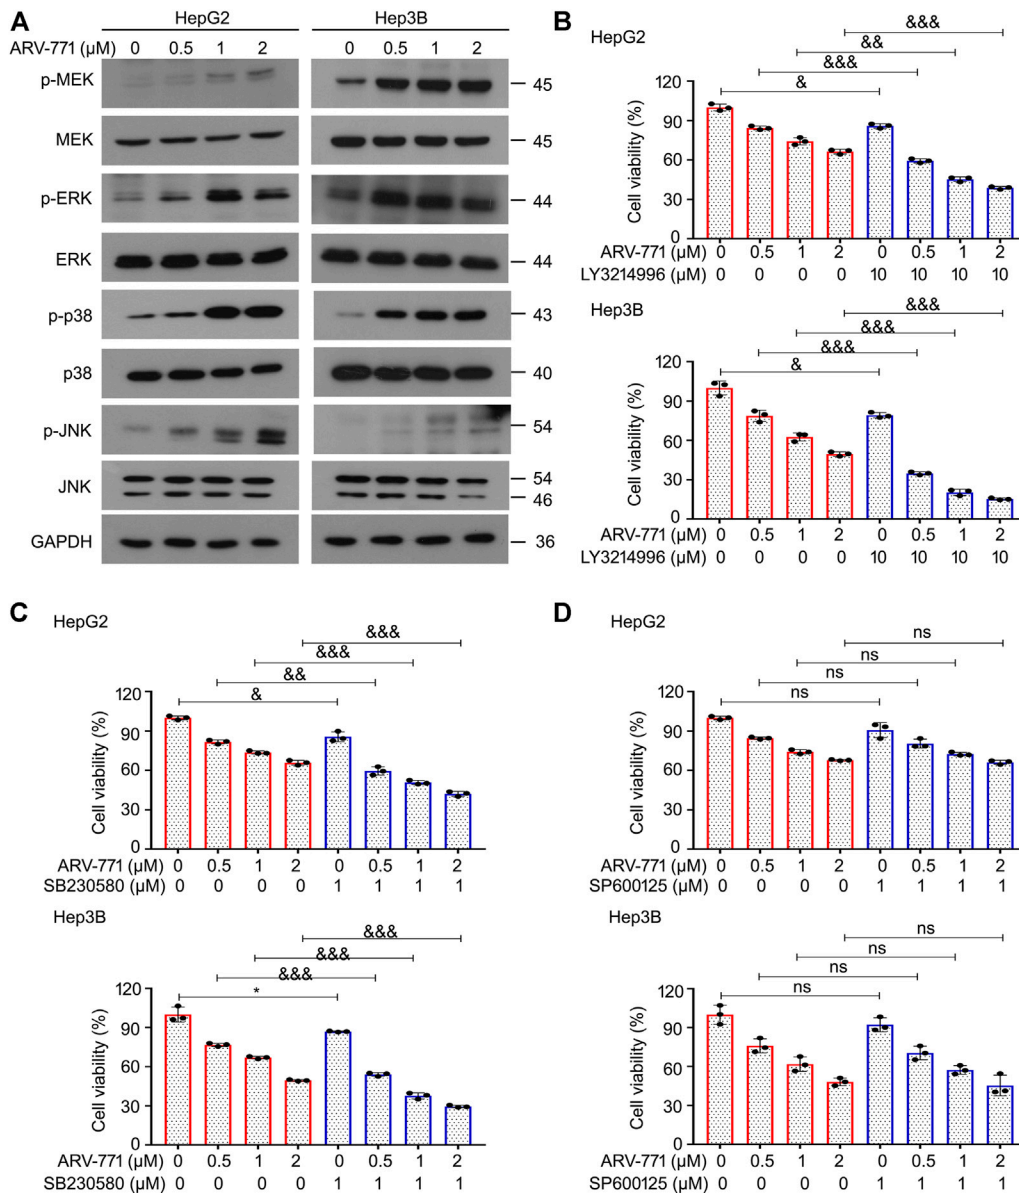 A
HepG2
Hep3B
ARV-771 (µM) 0 0.5 1 2 0 0.5 1 2
p-MEK 45
MEK 45
p-ERK 44
ERK 44
p-p38 43
p38 40
p-JNK 54
JNK 54
46
GAPDH 36
B
HepG2
&&&
&&
&&&
&
Cell viability (%)
120
90
60
30
0
ARV-771 (µM) 0 0.5 1 2 0 0.5 1 2
LY3214996 (µM) 0 0 0 0 10 10 10 10
Hep3B
&&&
&&&
&&&
&
Cell viability (%)
120
90
60
30
0
ARV-771 (µM) 0 0.5 1 2 0 0.5 1 2
LY3214996 (µM) 0 0 0 0 10 10 10 10
C
HepG2
&&&
&&&
&&
&
Cell viability (%)
120
90
60
30
0
ARV-771 (µM) 0 0.5 1 2 0 0.5 1 2
SB230580 (µM) 0 0 0 0 1 1 1 1
Hep3B
&&&
&&&
&&&
*
Cell viability (%)
120
90
60
30
0
ARV-771 (µM) 0 0.5 1 2 0 0.5 1 2
SB230580 (µM) 0 0 0 0 1 1 1 1
D
HepG2
ns
ns
ns
ns
Cell viability (%)
120
90
60
30
0
ARV-771 (µM) 0 0.5 1 2 0 0.5 1 2
SP600125 (µM) 0 0 0 0 1 1 1 1
Hep3B
ns
ns
ns
ns
Cell viability (%)
120
90
60
30
0
ARV-771 (µM) 0 0.5 1 2 0 0.5 1 2
SP600125 (µM) 0 0 0 0 1 1 1 1